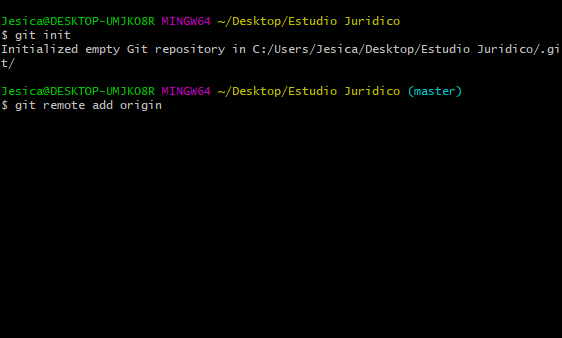 Jesica@DESKTOP-UMJKO8R MINGW64 ~/Desktop/Estudio Juridico
$ git init
Initialized empty Git repository in C:/Users/Jesica/Desktop/Estudio Juridico/.gi
t/
Jesica@DESKTOP-UMJKO8R MINGW64 ~/Desktop/Estudio Juridico (master)
$ git remote add origin